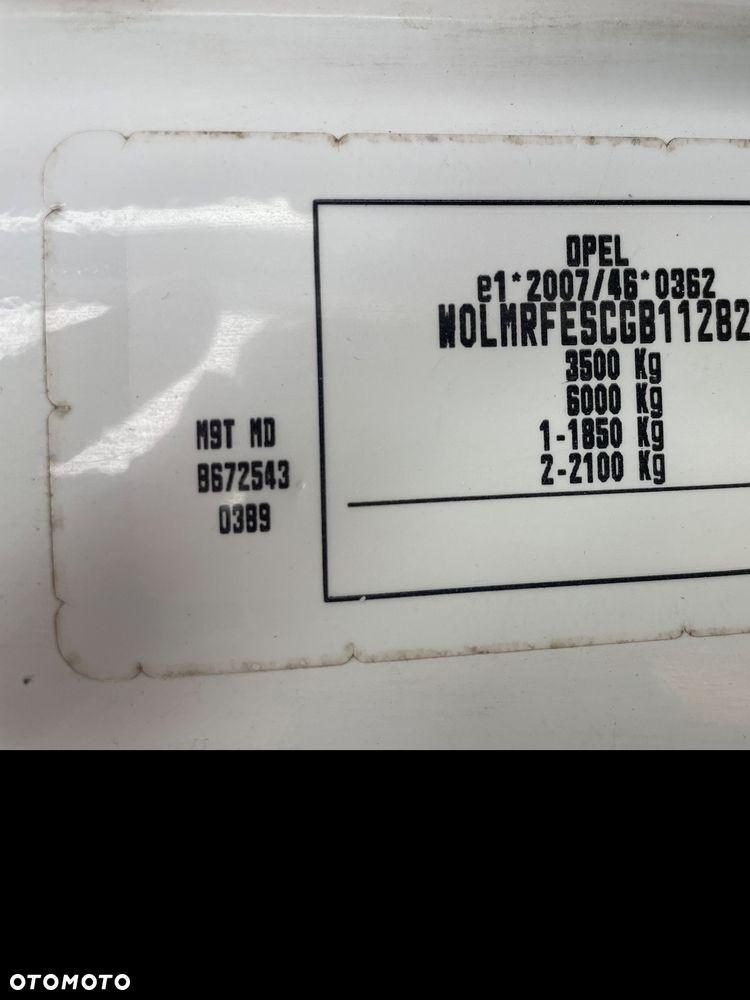 OPEL
e1*2007/46*0362
W0LMRFESCGB11282
3500 Kg
6000 Kg
1-1850 Kg
2-2100 Kg
M9T MD
B672543
0389
OTOMOTO